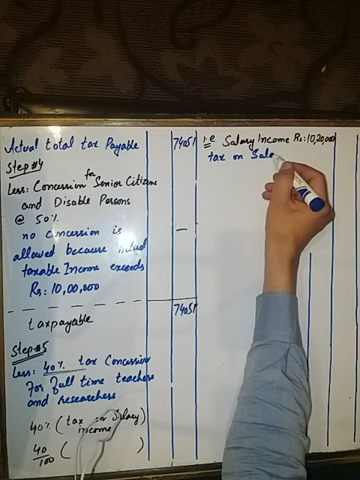 Actual total tax Payable 74051
Step #4
Less: Concession for Senior Citizens
and Disable Persons
@ 50%
no concession is —
allowed because
taxable Income exceeds
Rs: 10,00,000
taxpayable 74051
Step #5
Less: 40% tax Concession
For full time teachers
and researchers
40% (tax on Salary
income)
40/100 ( )
i.e Salary Income Rs: 10,20,000
tax on Sala